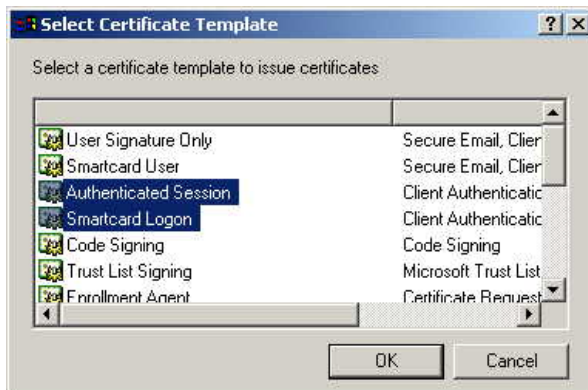 Select Certificate Template
Select a certificate template to issue certificates
User Signature Only Secure Email, Clien
Smartcard User Secure Email, Clien
Authenticated Session Client Authenticatic
Smartcard Logon Client Authenticatic
Code Signing Code Signing
Trust List Signing Microsoft Trust List
Enrollment Agent Certificate Request
OK Cancel